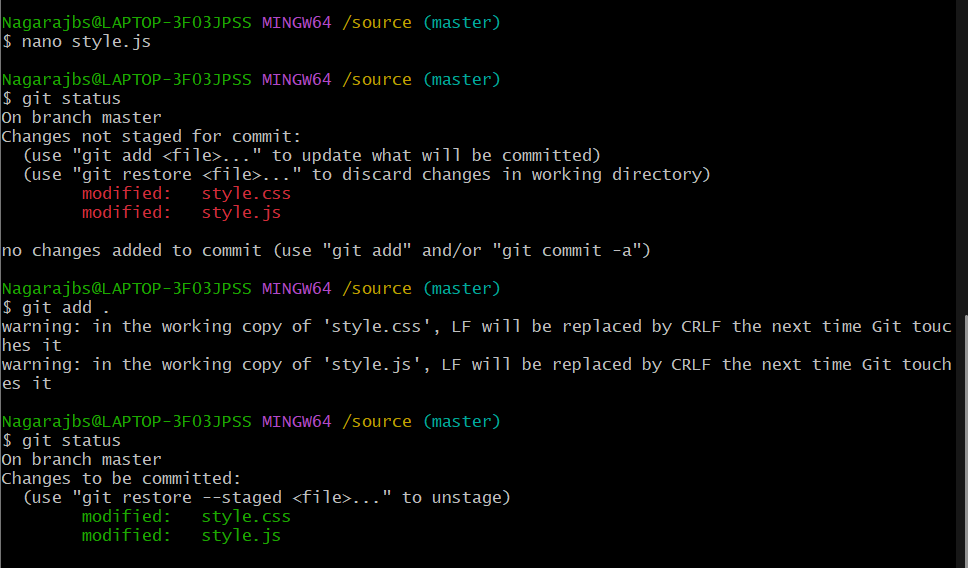 Nagarajbs@LAPTOP-3FO3JPSS MINGW64 /source (master)
$ nano style.js
Nagarajbs@LAPTOP-3FO3JPSS MINGW64 /source (master)
$ git status
On branch master
Changes not staged for commit:
  (use "git add <file>..." to update what will be committed)
  (use "git restore <file>..." to discard changes in working directory)
        modified:   style.css
        modified:   style.js
no changes added to commit (use "git add" and/or "git commit -a")
Nagarajbs@LAPTOP-3FO3JPSS MINGW64 /source (master)
$ git add .
warning: in the working copy of 'style.css', LF will be replaced by CRLF the next time Git touc
hes it
warning: in the working copy of 'style.js', LF will be replaced by CRLF the next time Git touch
es it
Nagarajbs@LAPTOP-3FO3JPSS MINGW64 /source (master)
$ git status
On branch master
Changes to be committed:
  (use "git restore --staged <file>..." to unstage)
        modified:   style.css
        modified:   style.js